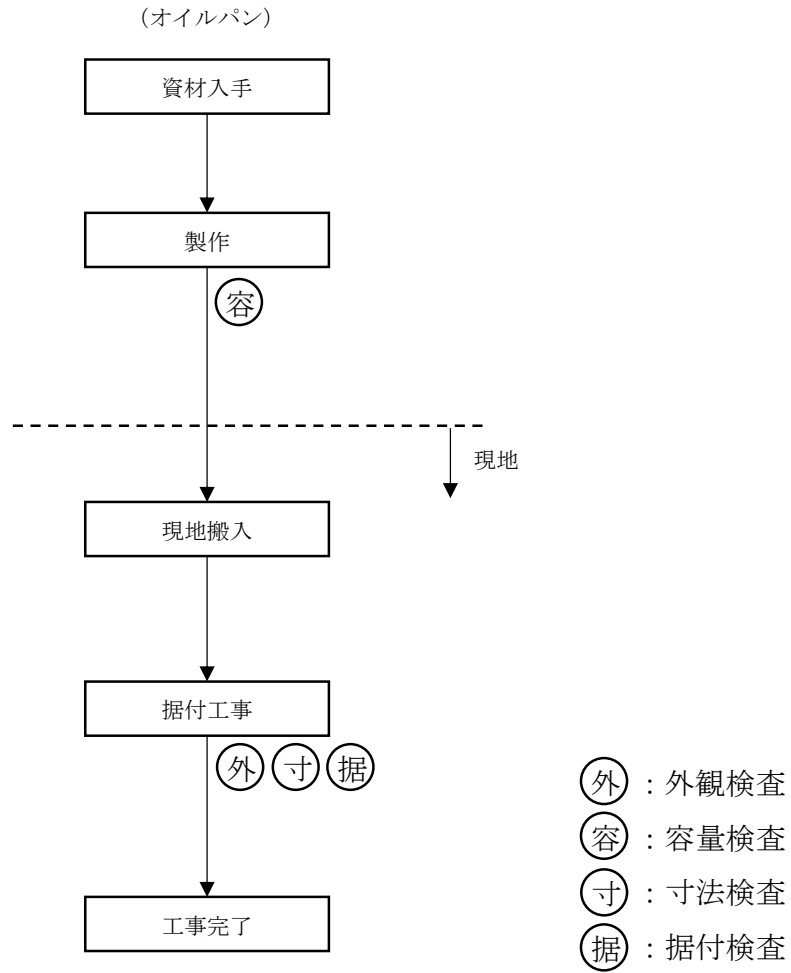 (オイルパン)
資材入手
製作
容
現地
現地搬入
据付工事
外 寸 据
工事完了
外:外観検査
容:容量検査
寸:寸法検査
据:据付検査